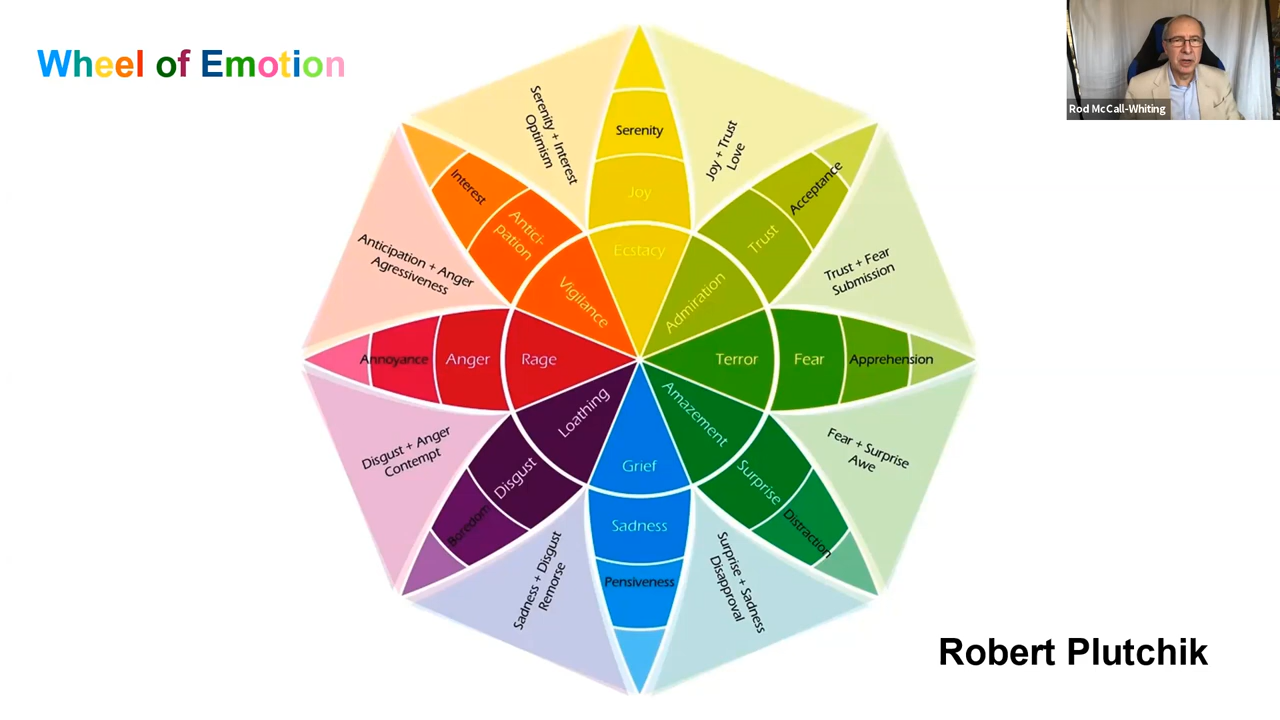 Wheel of Emotion
Rod McCall-Whiting
Serenity + Interest
Optimism
Serenity
Joy
Ecstacy
Joy + Trust
Love
Interest
Antici-
pation
Vigilance
Acceptance
Trust
Admiration
Anticipation + Anger
Agressiveness
Trust + Fear
Submission
Annoyance
Anger
Rage
Terror
Fear
Apprehension
Loathing
Disgust
Boredom
Amazement
Surprise
Distraction
Disgust + Anger
Contempt
Fear + Surprise
Awe
Grief
Sadness
Pensiveness
Sadness + Disgust
Remorse
Surprise + Sadness
Disapproval
Robert Plutchik